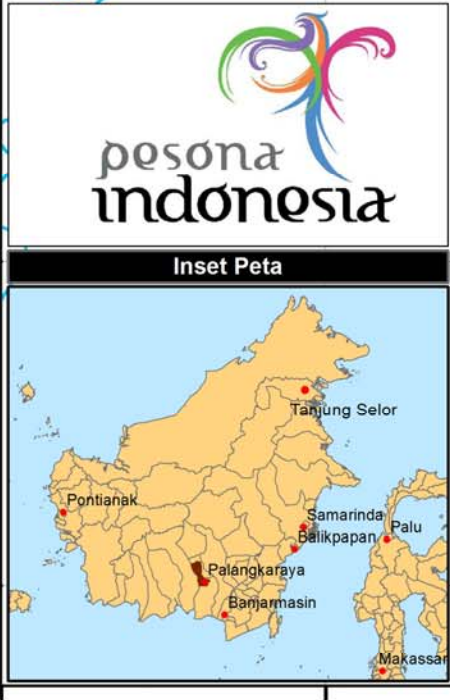 pesona
indonesia
Inset Peta
Tanjung Selor
Pontianak
Samarinda
Balikpapan
Palu
Palangkaraya
Banjarmasin
Makassar